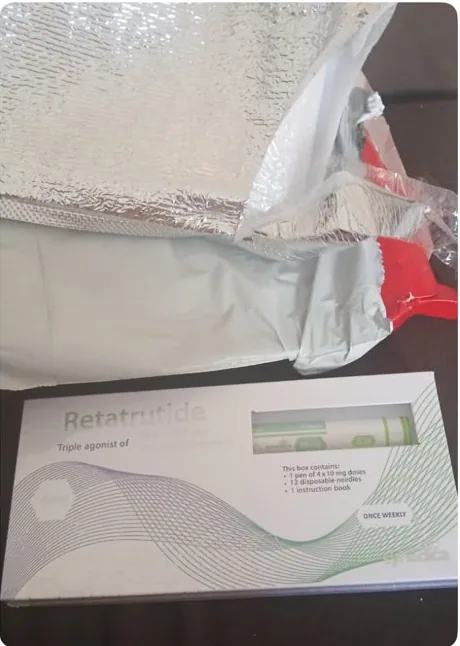 Retatrutide
Triple agonist of
This box contains:
• 1 pen of 4 x 10 mg doses
• 12 disposable needles
• 1 instruction book
ONCE WEEKLY